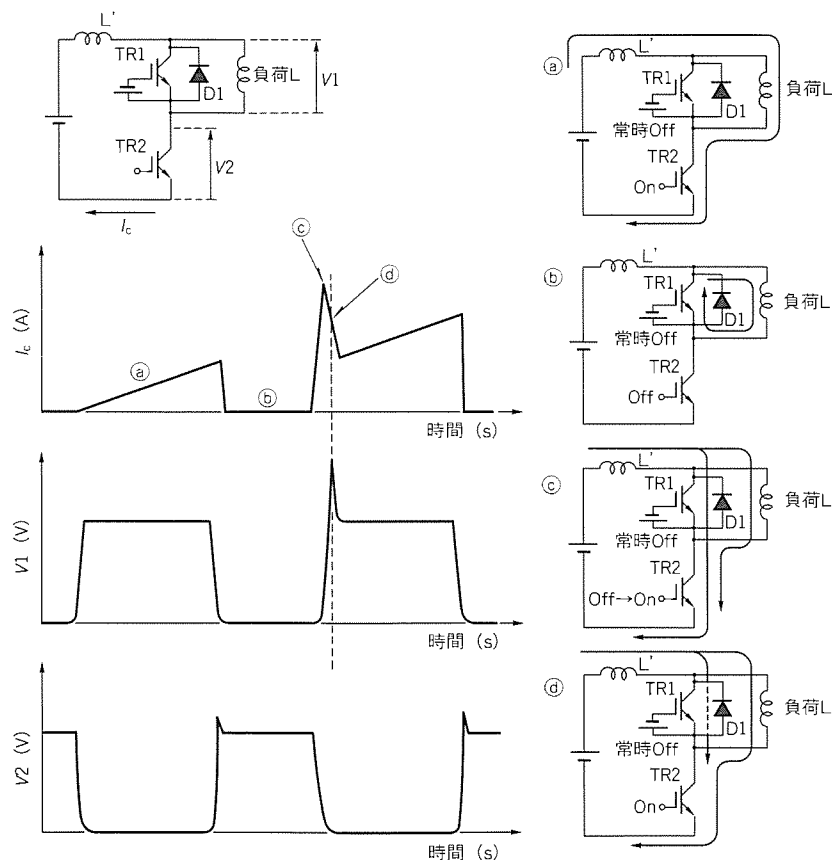 L'
TR1
D1
負荷L
V1
TR2
V2
Ic
Ic (A)
ⓐ
ⓑ
ⓒ
ⓓ
時間 (s)
V1 (V)
時間 (s)
V2 (V)
時間 (s)
ⓐ
L'
TR1
D1
負荷L
常時Off
TR2
On
ⓑ
L'
TR1
D1
負荷L
常時Off
TR2
Off
ⓒ
L'
TR1
D1
負荷L
常時Off
TR2
Off→On
ⓓ
L'
TR1
D1
負荷L
常時Off
TR2
On